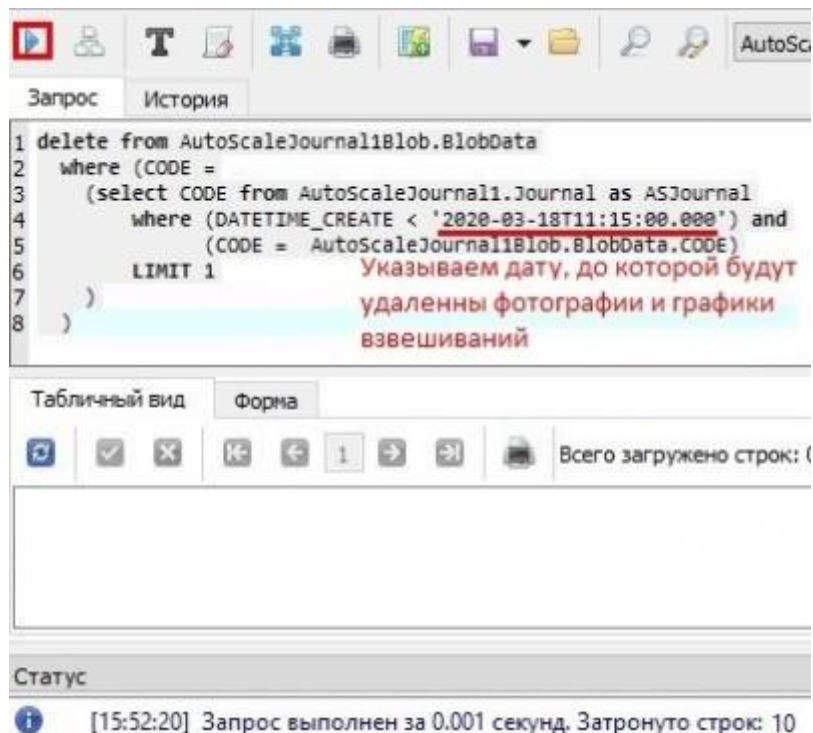 AutoSca
Запрос История
1 delete from AutoScaleJournal1Blob.BlobData
2 where (CODE =
3 (select CODE from AutoScaleJournal1.Journal as ASJournal
4 where (DATETIME_CREATE < '2020-03-18T11:15:00.000') and
5 (CODE = AutoScaleJournal1Blob.BlobData.CODE)
6 LIMIT 1
7 )
8 )
Указываем дату, до которой будут
удаленны фотографии и графики
взвешиваний
Табличный вид Форма
1 Всего загружено строк: 0
Статус
[15:52:20] Запрос выполнен за 0.001 секунд. Затронуто строк: 10